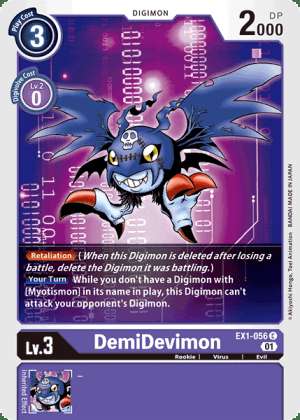 DIGIMON
Play Cost
3
DP
2000
Digivolve Cost
Lv.2
0
Retaliation (When this Digimon is deleted after losing a
battle, delete the Digimon it was battling.)
Your Turn While you don't have a Digimon with
[Myotismon] in its name in play, this Digimon can't
attack your opponent's Digimon.
©Akiyoshi Hongo, Toei Animation BANDAI MADE IN JAPAN
EX1-056 C
01
Lv.3
DemiDevimon
Rookie | Virus | Evil
Inherited Effect
–